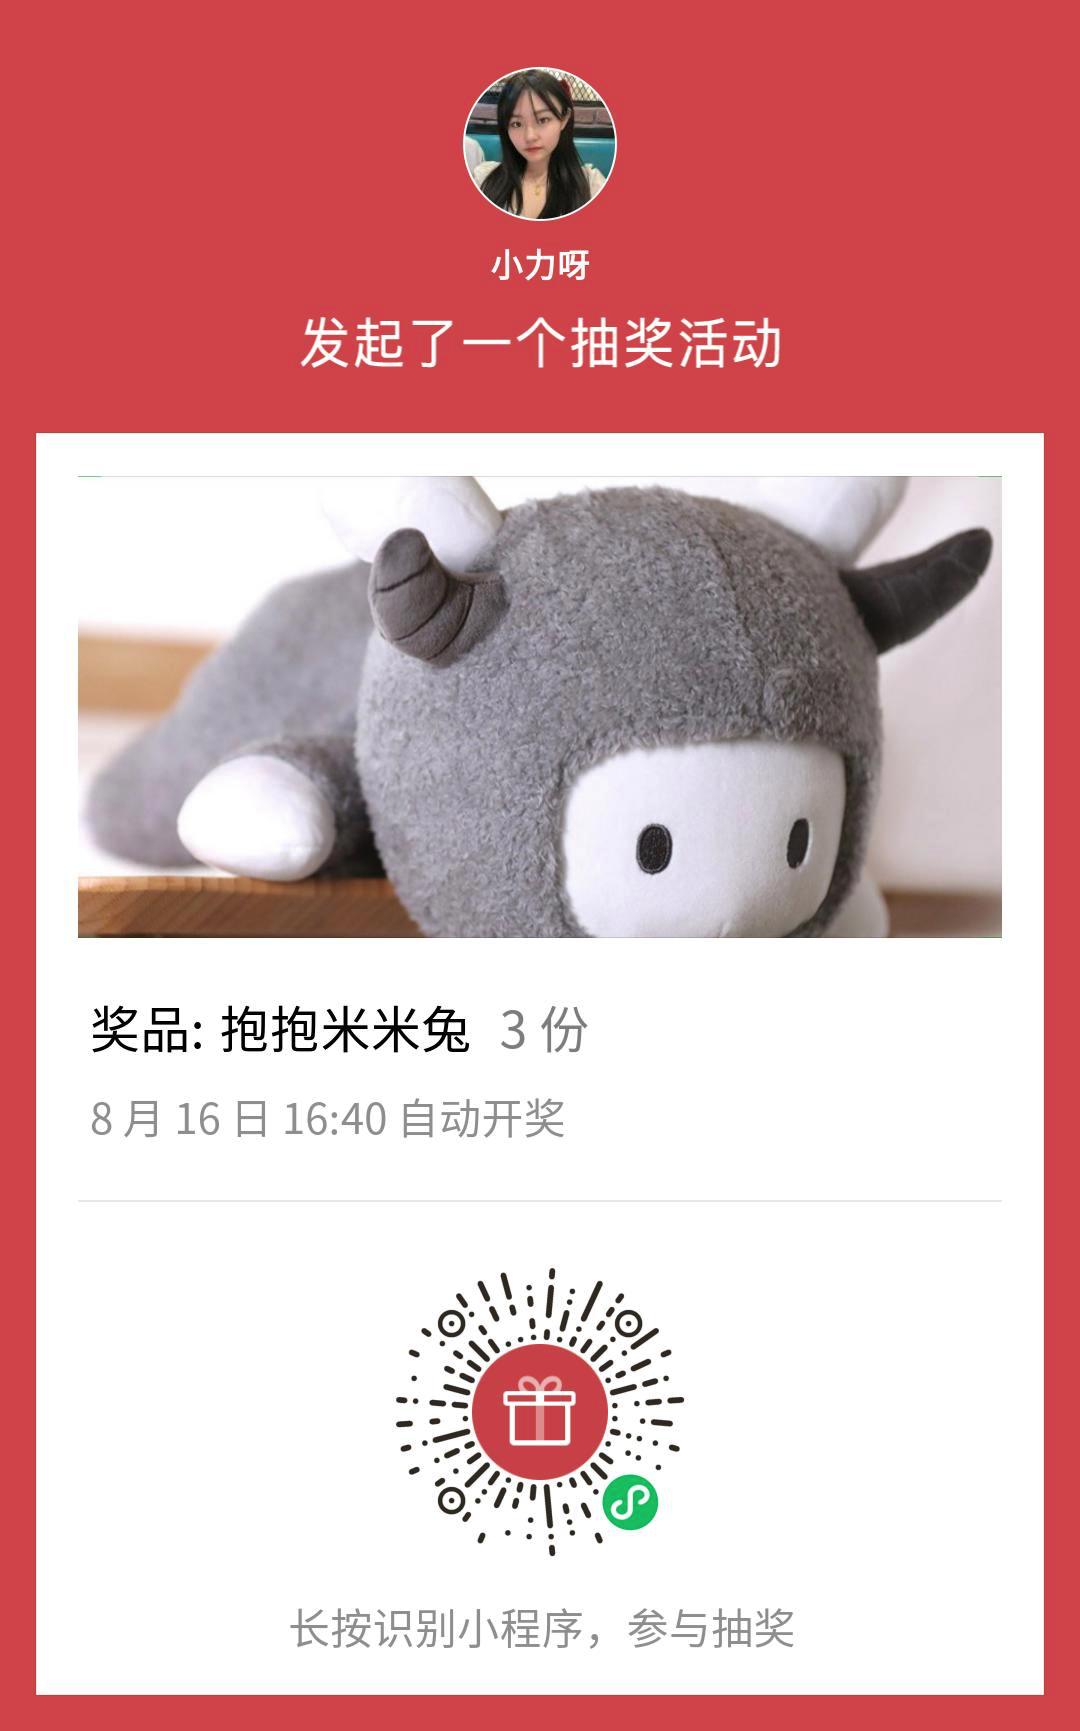 小力呀
发起了一个抽奖活动
奖品: 抱抱米米兔 3 份
8 月 16 日 16:40 自动开奖
长按识别小程序，参与抽奖